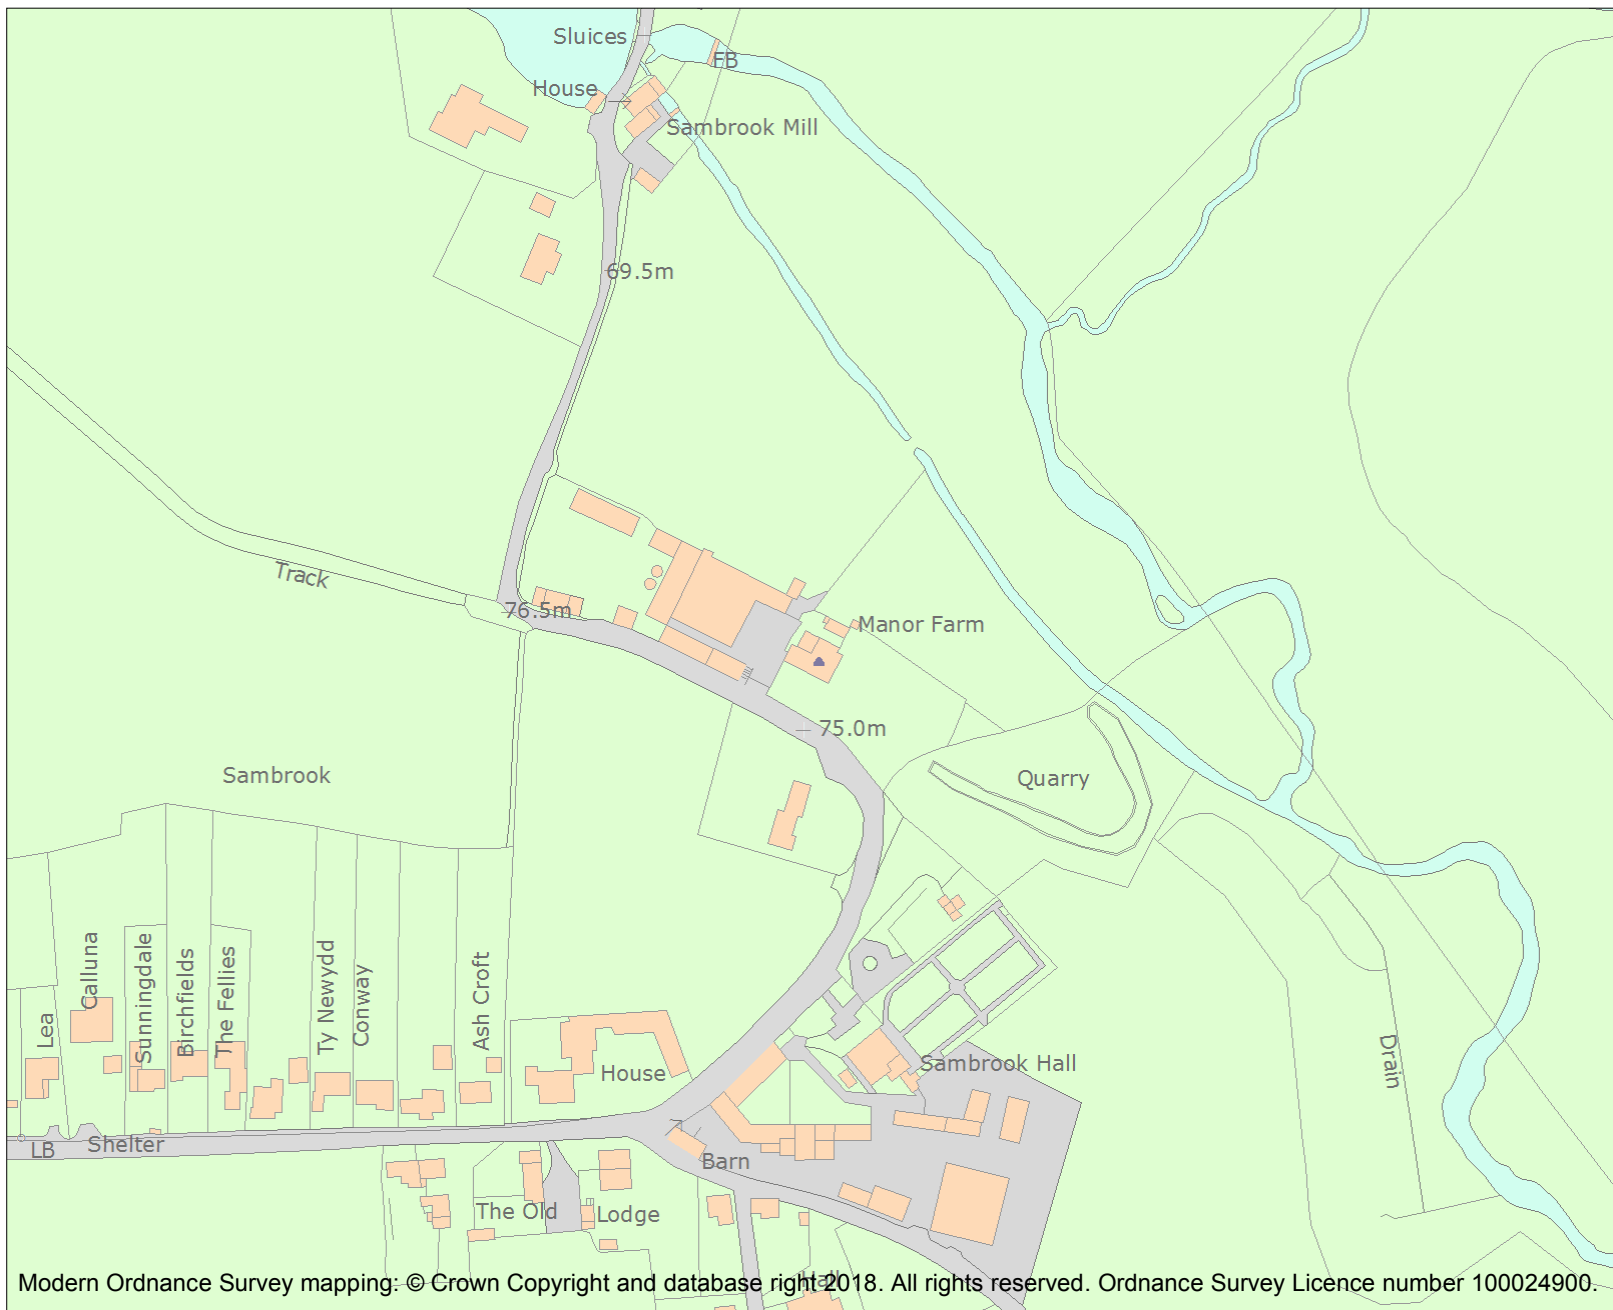 Sluices
FB
House
Sambrook Mill
69.5m
Track
76.5m
Manor Farm
75.0m
Sambrook
Quarry
Lea
Calluna
Sunningdale
Birchfields
The Fellies
Ty Newydd
Conway
Ash Croft
House
Sambrook Hall
Drain
LB
Shelter
Barn
The Old
Lodge
Hall
Modern Ordnance Survey mapping: © Crown Copyright and database right 2018. All rights reserved. Ordnance Survey Licence number 100024900.